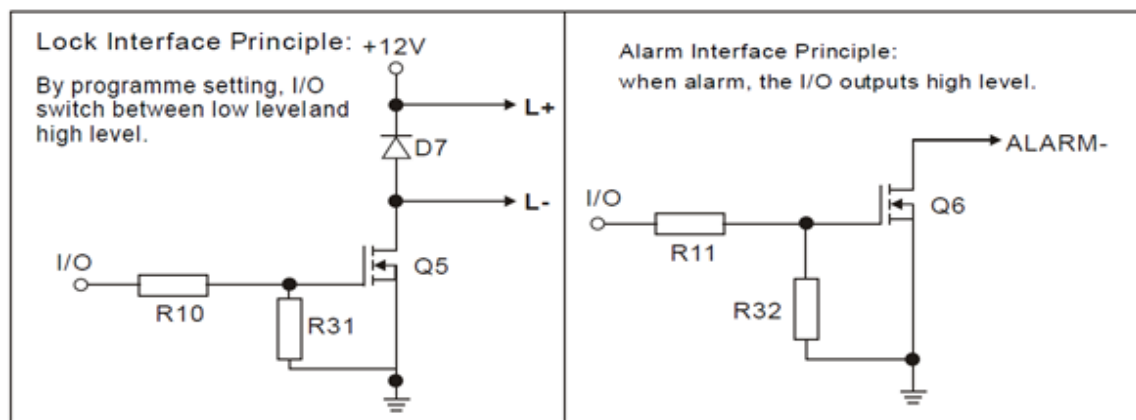 Lock Interface Principle:
+12V
By programme setting, I/O
switch between low leveland
high level.
L+
D7
L-
I/O
Q5
R10
R31
Alarm Interface Principle:
when alarm, the I/O outputs high level.
ALARM-
I/O
Q6
R11
R32